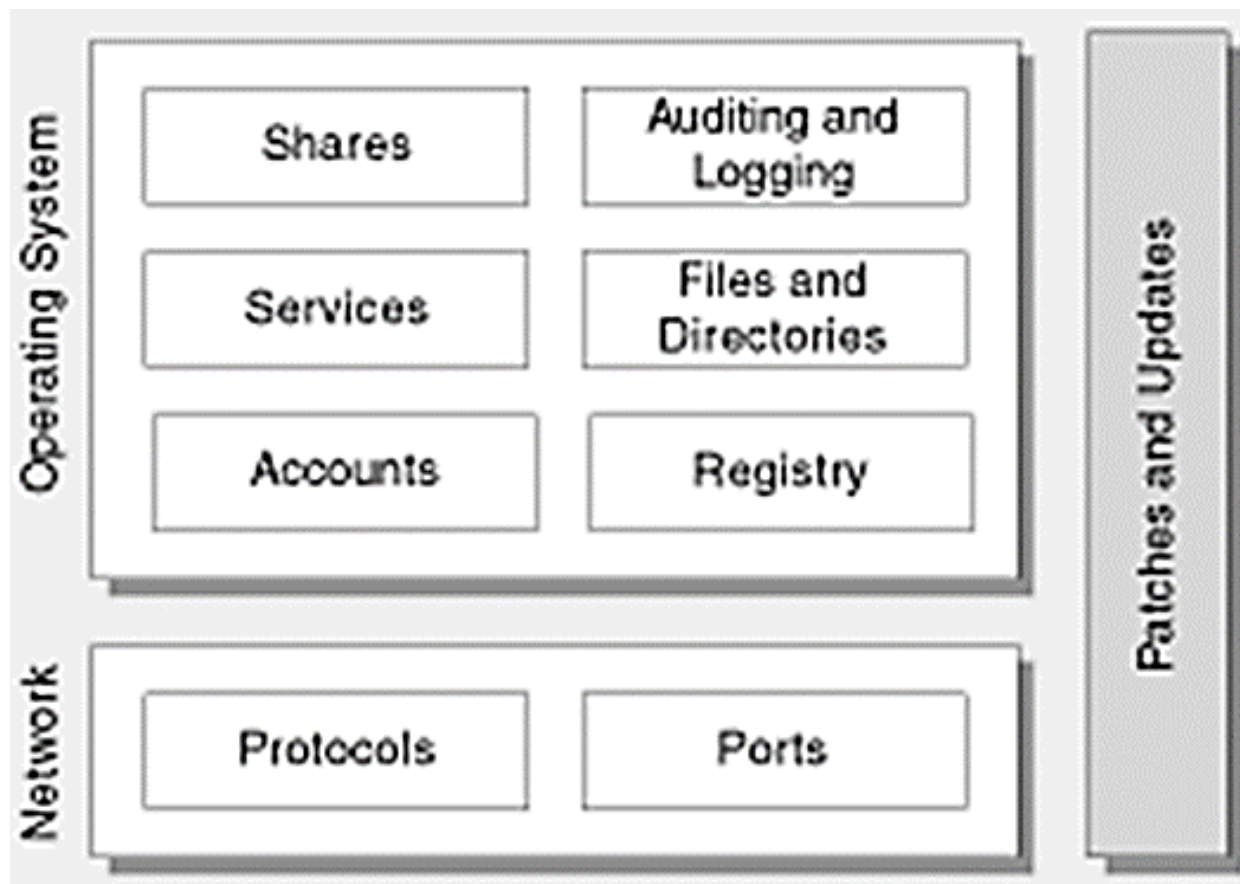 Operating System
Shares
Auditing and
Logging
Services
Files and
Directories
Accounts
Registry
Network
Protocols
Ports
Patches and Updates